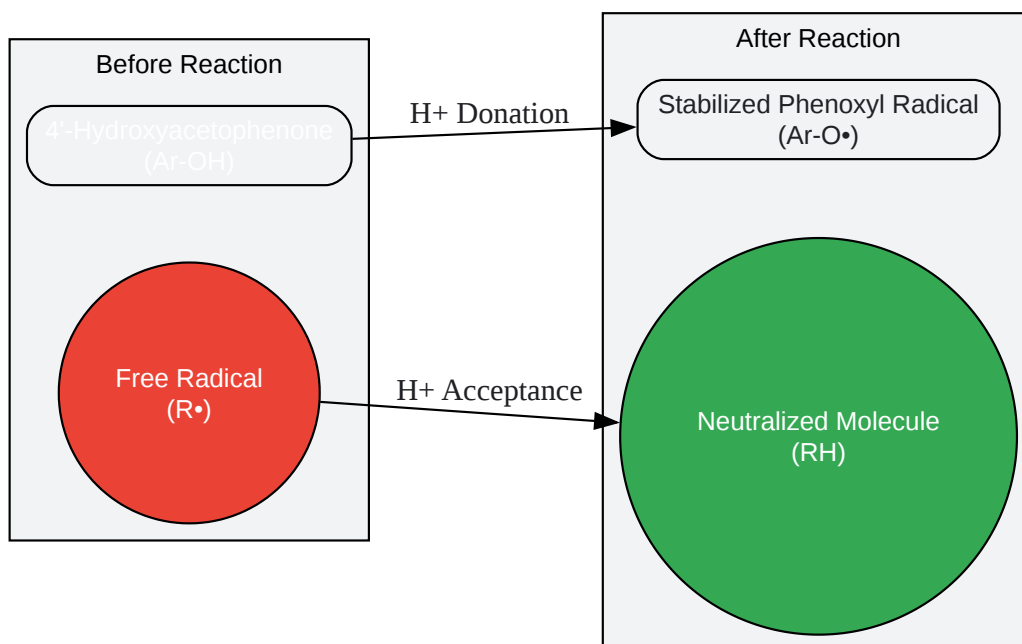 Before Reaction
4'-Hydroxyacetophenone
(Ar-OH)
Free Radical
(R•)
H+ Donation
H+ Acceptance
After Reaction
Stabilized Phenoxyl Radical
(Ar-O•)
Neutralized Molecule
(RH)